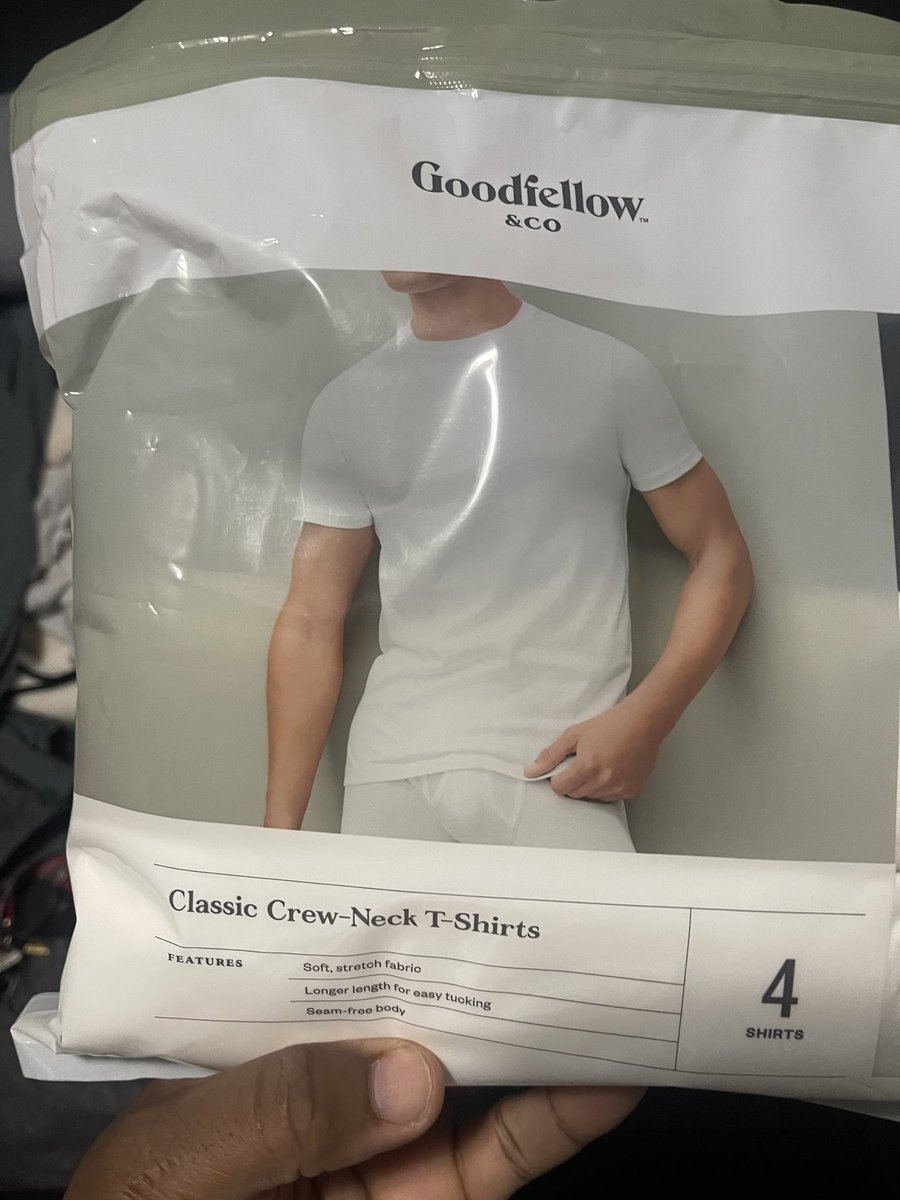 Goodfellow™
&CO
Classic Crew-Neck T-Shirts
FEATURES
Soft, stretch fabric
Longer length for easy tucking
Seam-free body
4
SHIRTS